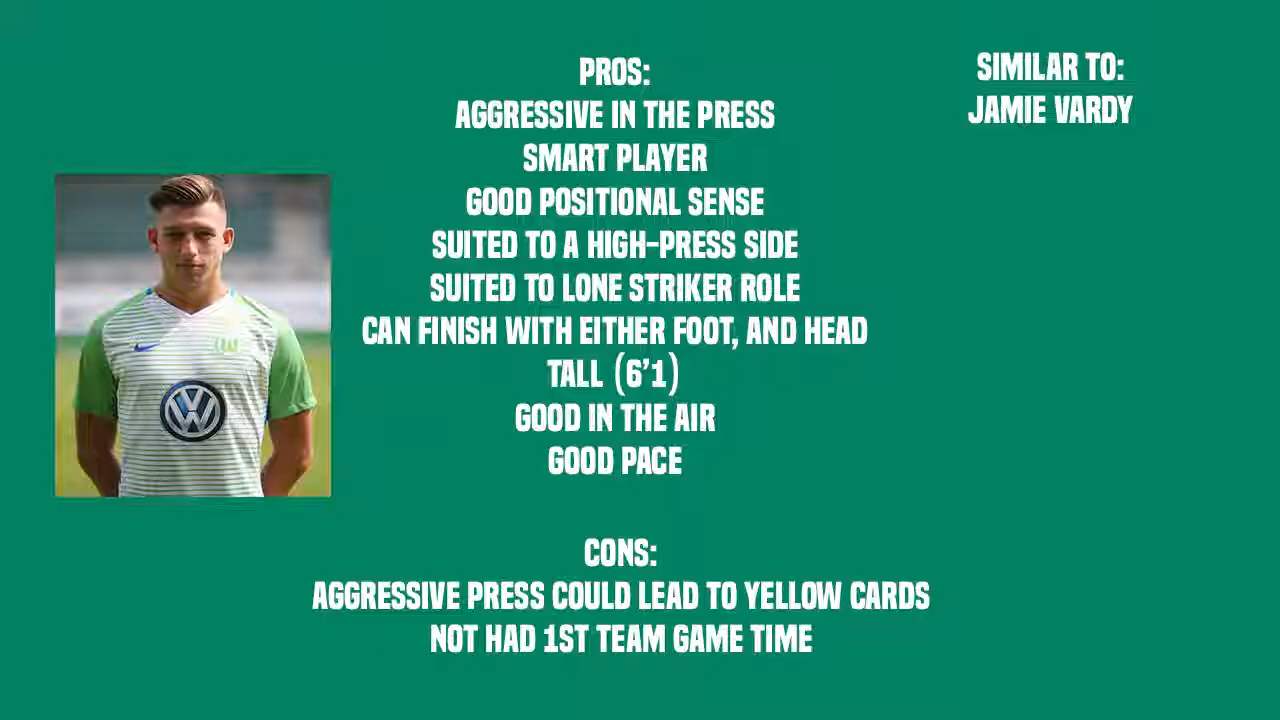 PROS:
AGGRESSIVE IN THE PRESS
SMART PLAYER
GOOD POSITIONAL SENSE
SUITED TO A HIGH-PRESS SIDE
SUITED TO LONE STRIKER ROLE
CAN FINISH WITH EITHER FOOT, AND HEAD
TALL (6'1)
GOOD IN THE AIR
GOOD PACE
CONS:
AGGRESSIVE PRESS COULD LEAD TO YELLOW CARDS
NOT HAD 1ST TEAM GAME TIME
SIMILAR TO:
JAMIE VARDY